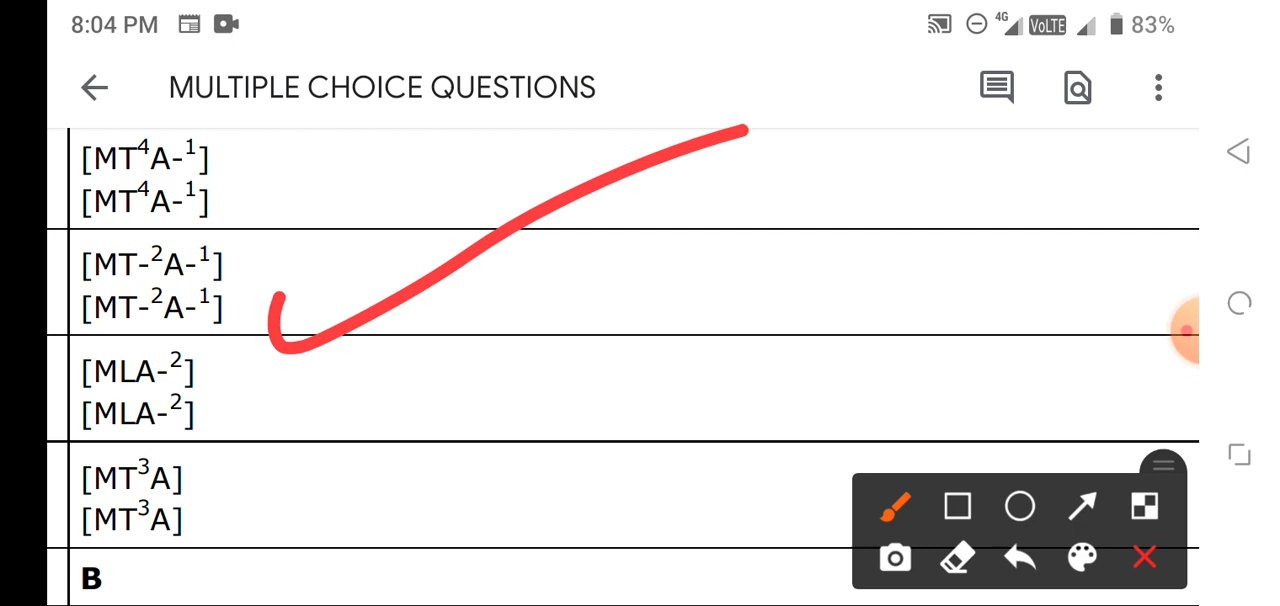 8:04 PM 4G VoLTE 83%
MULTIPLE CHOICE QUESTIONS
[MT⁴A-¹]
[MT⁴A-¹]
[MT-²A-¹]
[MT-²A-¹]
[MLA-²]
[MLA-²]
[MT³A]
[MT³A]
B